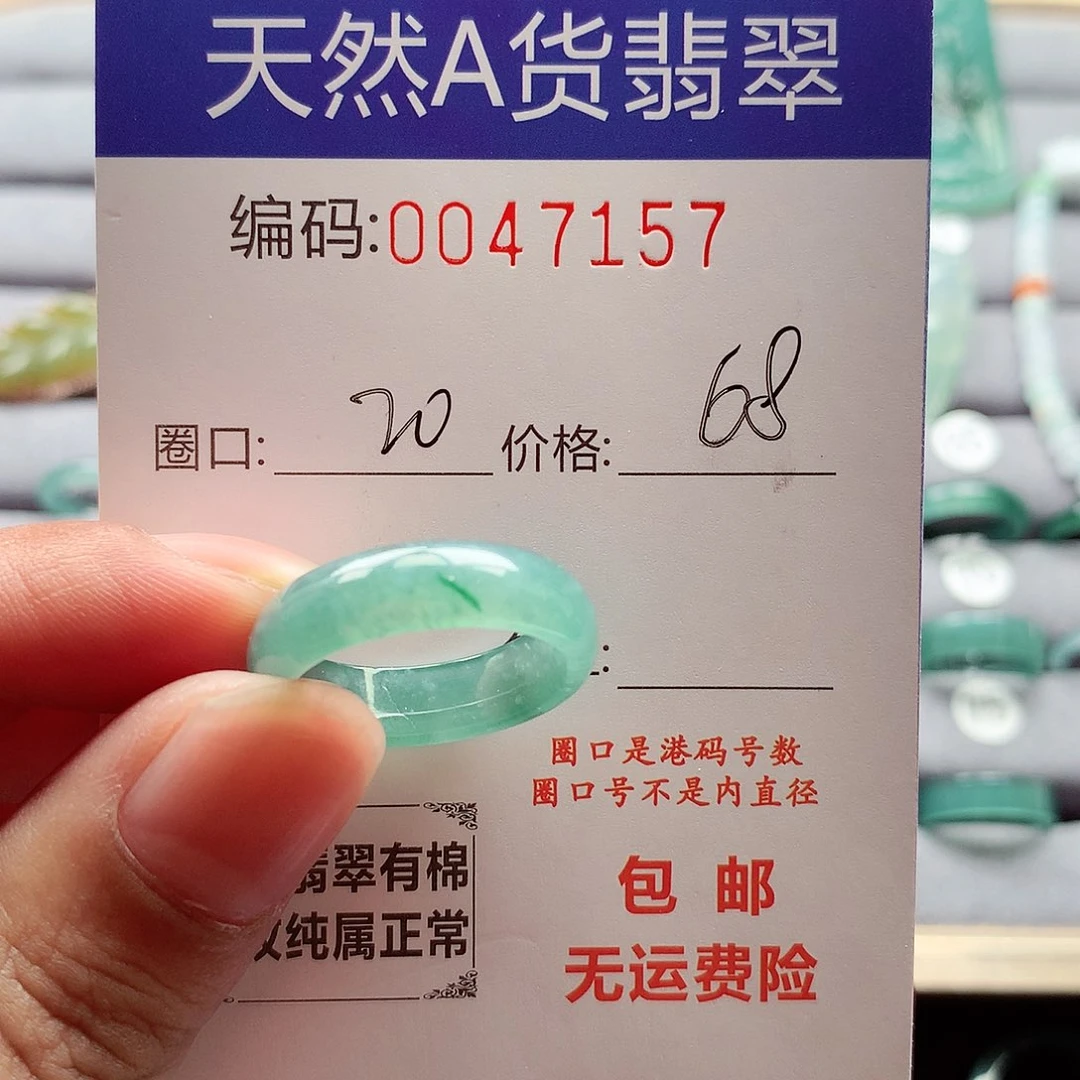 天然A货翡翠
编码:0047157
圈口: 20 价格: 68
:
圈口是港码号数
圈口号不是内直径
翡翠有棉
纹纯属正常
包邮
无运费险